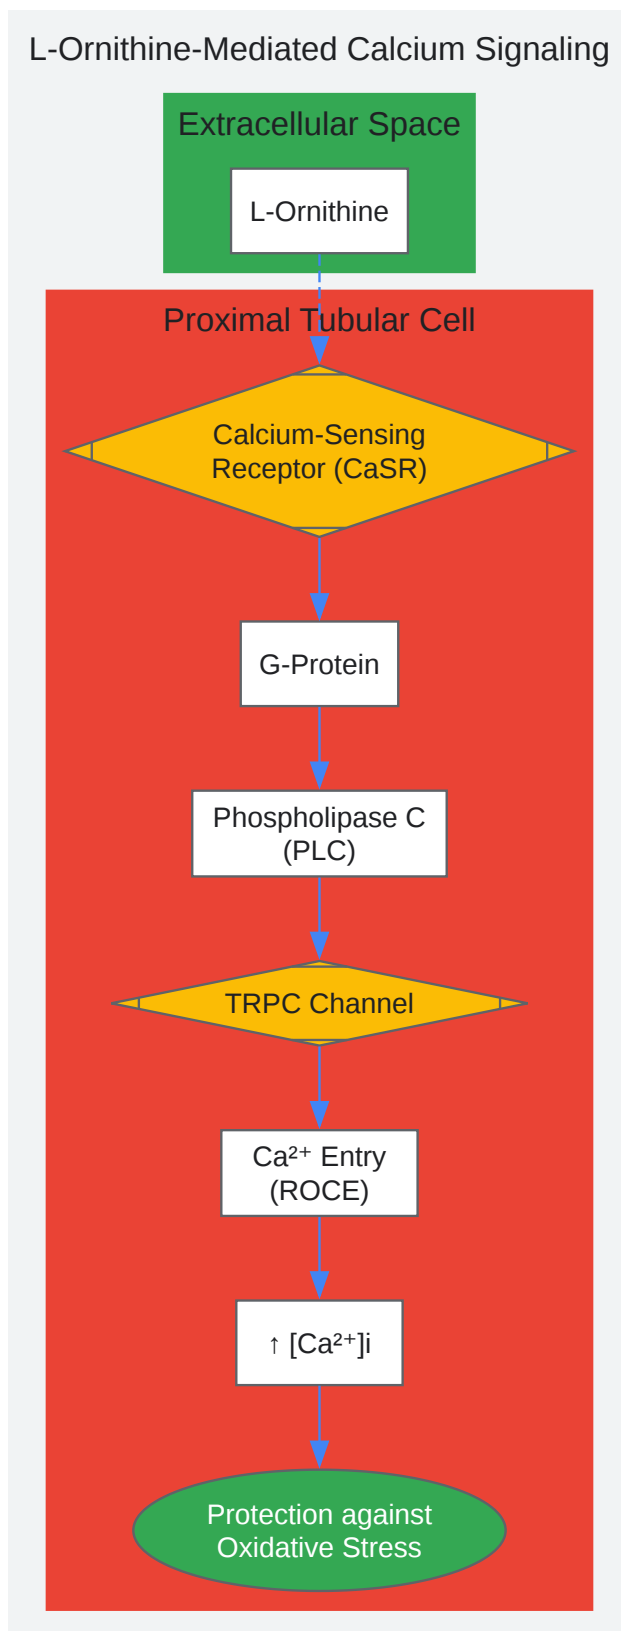 L-Ornithine-Mediated Calcium Signaling
Extracellular Space
L-Ornithine
Proximal Tubular Cell
Calcium-Sensing
Receptor (CaSR)
G-Protein
Phospholipase C
(PLC)
TRPC Channel
Ca²⁺ Entry
(ROCE)
↑ [Ca²⁺]i
Protection against
Oxidative Stress